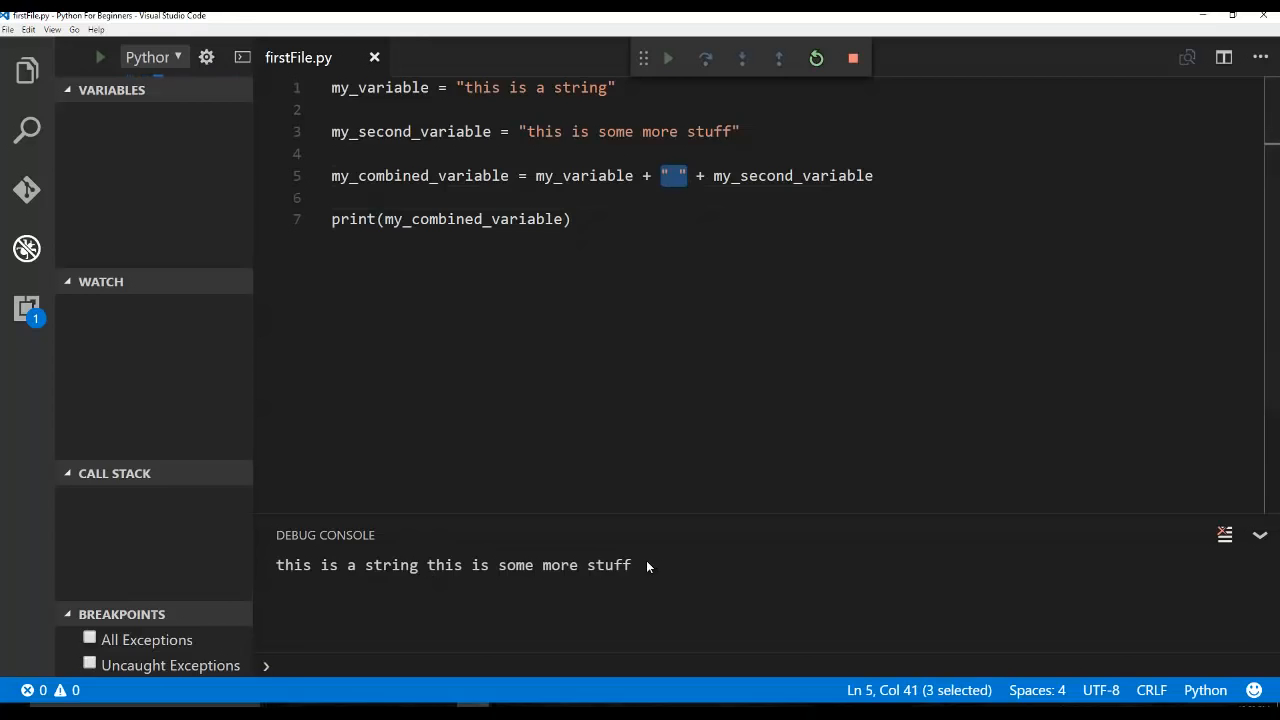 firstFile.py - Python For Beginners - Visual Studio Code
File Edit View Go Help
Python
firstFile.py
VARIABLES
WATCH
CALL STACK
BREAKPOINTS
All Exceptions
Uncaught Exceptions
1 my_variable = "this is a string"
2
3 my_second_variable = "this is some more stuff"
4
5 my_combined_variable = my_variable + " " + my_second_variable
6
7 print(my_combined_variable)
1
DEBUG CONSOLE
this is a string this is some more stuff
0 0 Ln 5, Col 41 (3 selected) Spaces: 4 UTF-8 CRLF Python